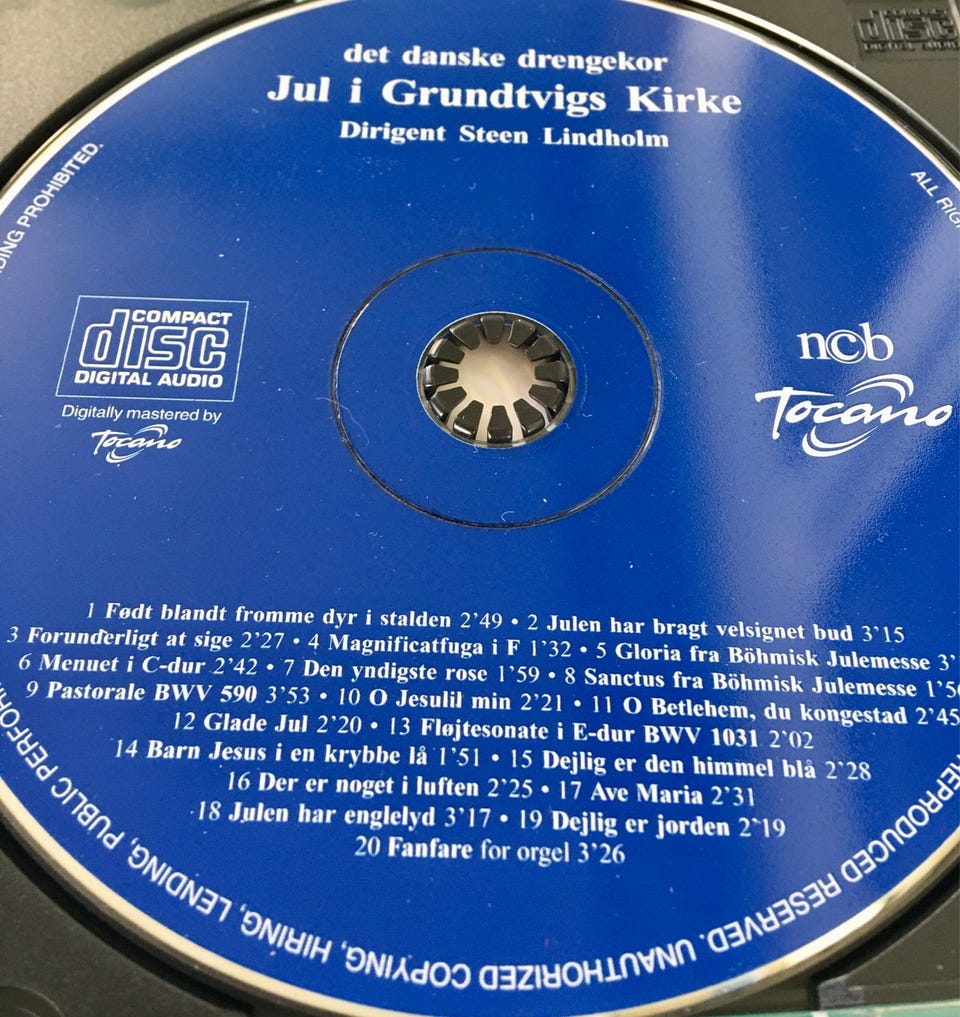 det danske drengekor
Jul i Grundtvigs Kirke
Dirigent Steen Lindholm
COMPACT
disc
DIGITAL AUDIO
Digitally mastered by
Tocano
ncb
Tocano
1 Født blandt fromme dyr i stalden 2’49 • 2 Julen har bragt velsignet bud 3’15
3 Forunderligt at sige 2’27 • 4 Magnificatfuga i F 1’32 • 5 Gloria fra Böhmisk Julemesse 3’
6 Menuet i C-dur 2’42 • 7 Den yndigste rose 1’59 • 8 Sanctus fra Böhmisk Julemesse
9 Pastorale BWV 590 3’53 • 10 O Jesulil min 2’21 • 11 O Betlehem, du kongestad 2’45
12 Glade Jul 2’20 • 13 Fløjtesonate i E-dur BWV 1031 2’02
14 Barn Jesus i en krybbe lå 1’51 • 15 Dejlig er den himmel blå 2’28
16 Der er noget i luften 2’25 • 17 Ave Maria 2’31
18 Julen har englelyd 3’17 • 19 Dejlig er jorden 2’19
20 Fanfare for orgel 3’26
ALL
REPRODUCED RESERVED. UNAUTHORIZED COPYING, HIRING, LENDING, PUBLIC
PROHIBITED.
disc
DIGITAL AUDIO